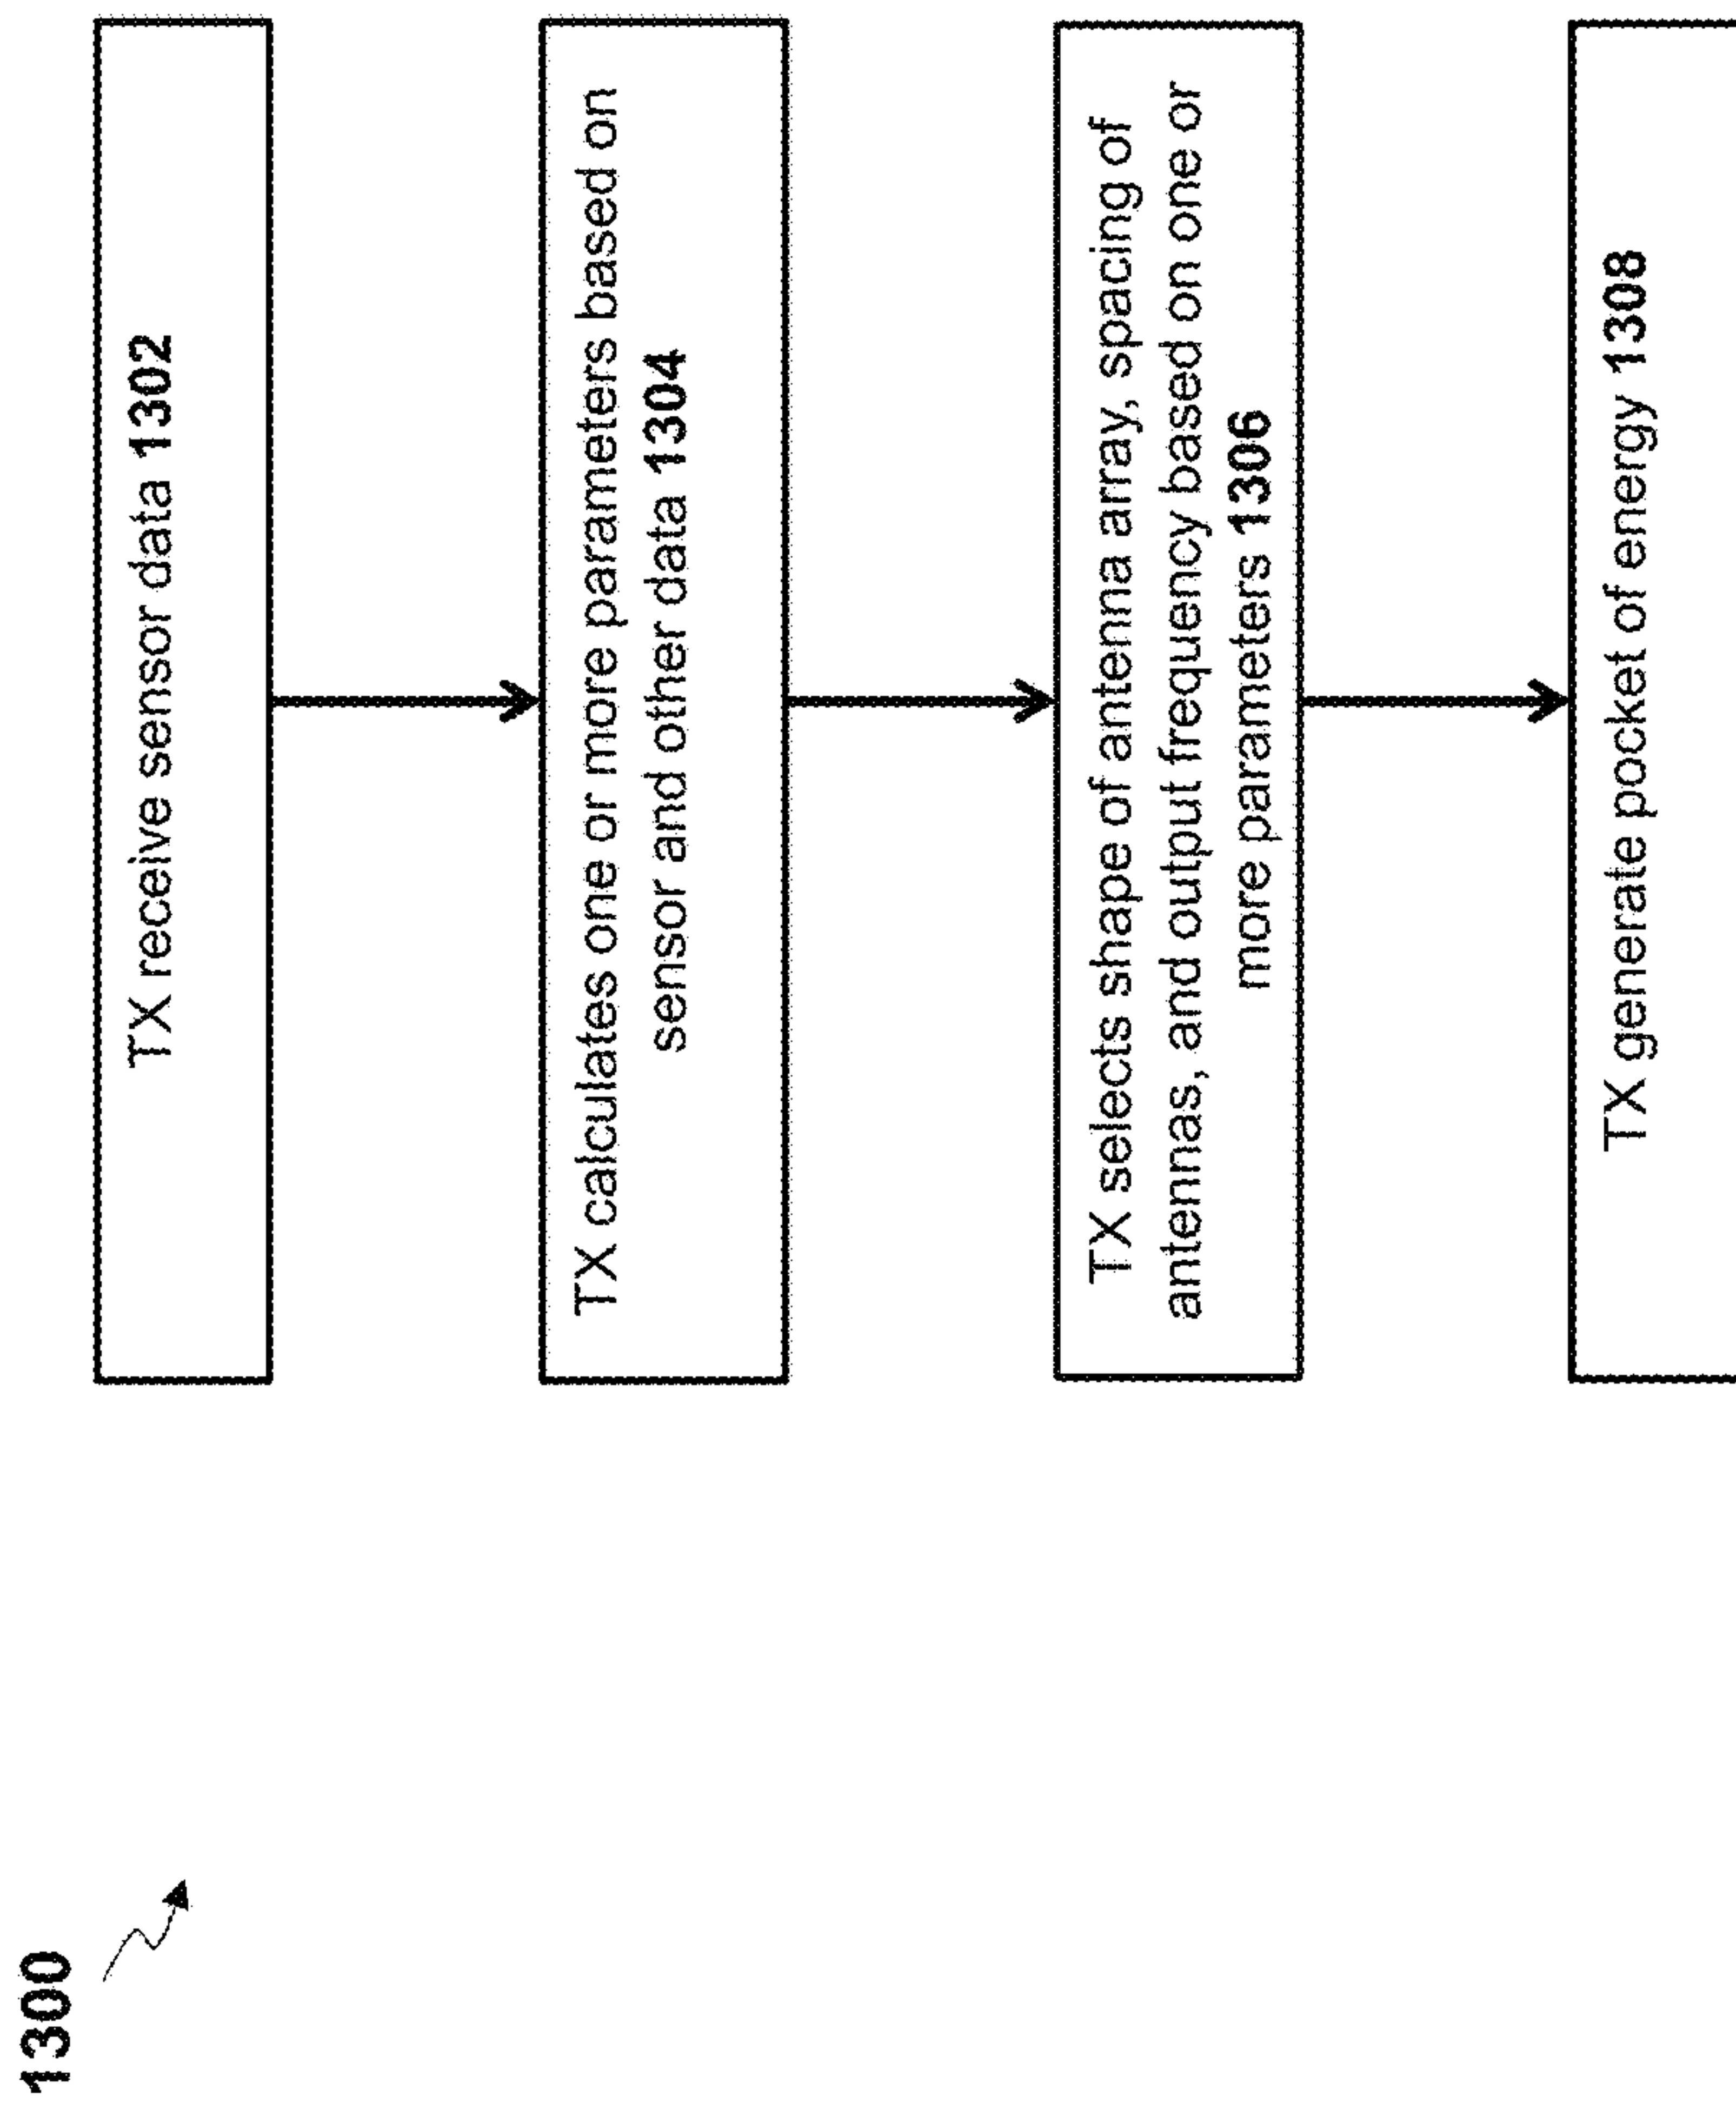 1300
TX receive sensor data 1302
TX calculates one or more parameters based on
sensor and other data 1304
TX selects shape of antenna array, spacing of
antennas, and output frequency based on one or
more parameters 1306
TX generate pocket of energy 1308